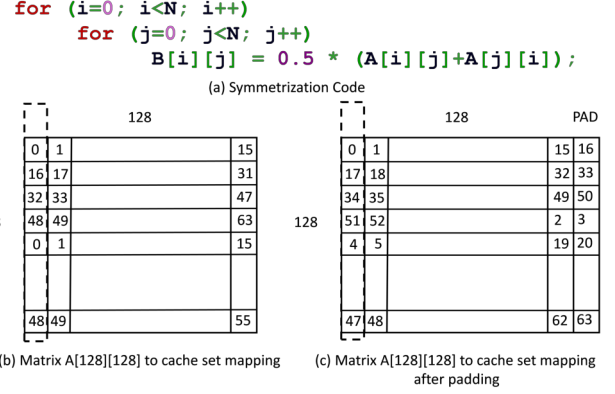 for (i=0; i<N; i++)
for (j=0; j<N; j++)
B[i][j] = 0.5 * (A[i][j]+A[j][i]);
(a) Symmetrization Code
128
0 1 15
16 17 31
32 33 47
48 49 63
0 1 15
48 49 55
(b) Matrix A[128][128] to cache set mapping
128 PAD
128
0 1 15 16
17 18 32 33
34 35 49 50
51 52 2 3
4 5 19 20
47 48 62 63
(c) Matrix A[128][128] to cache set mapping
after padding